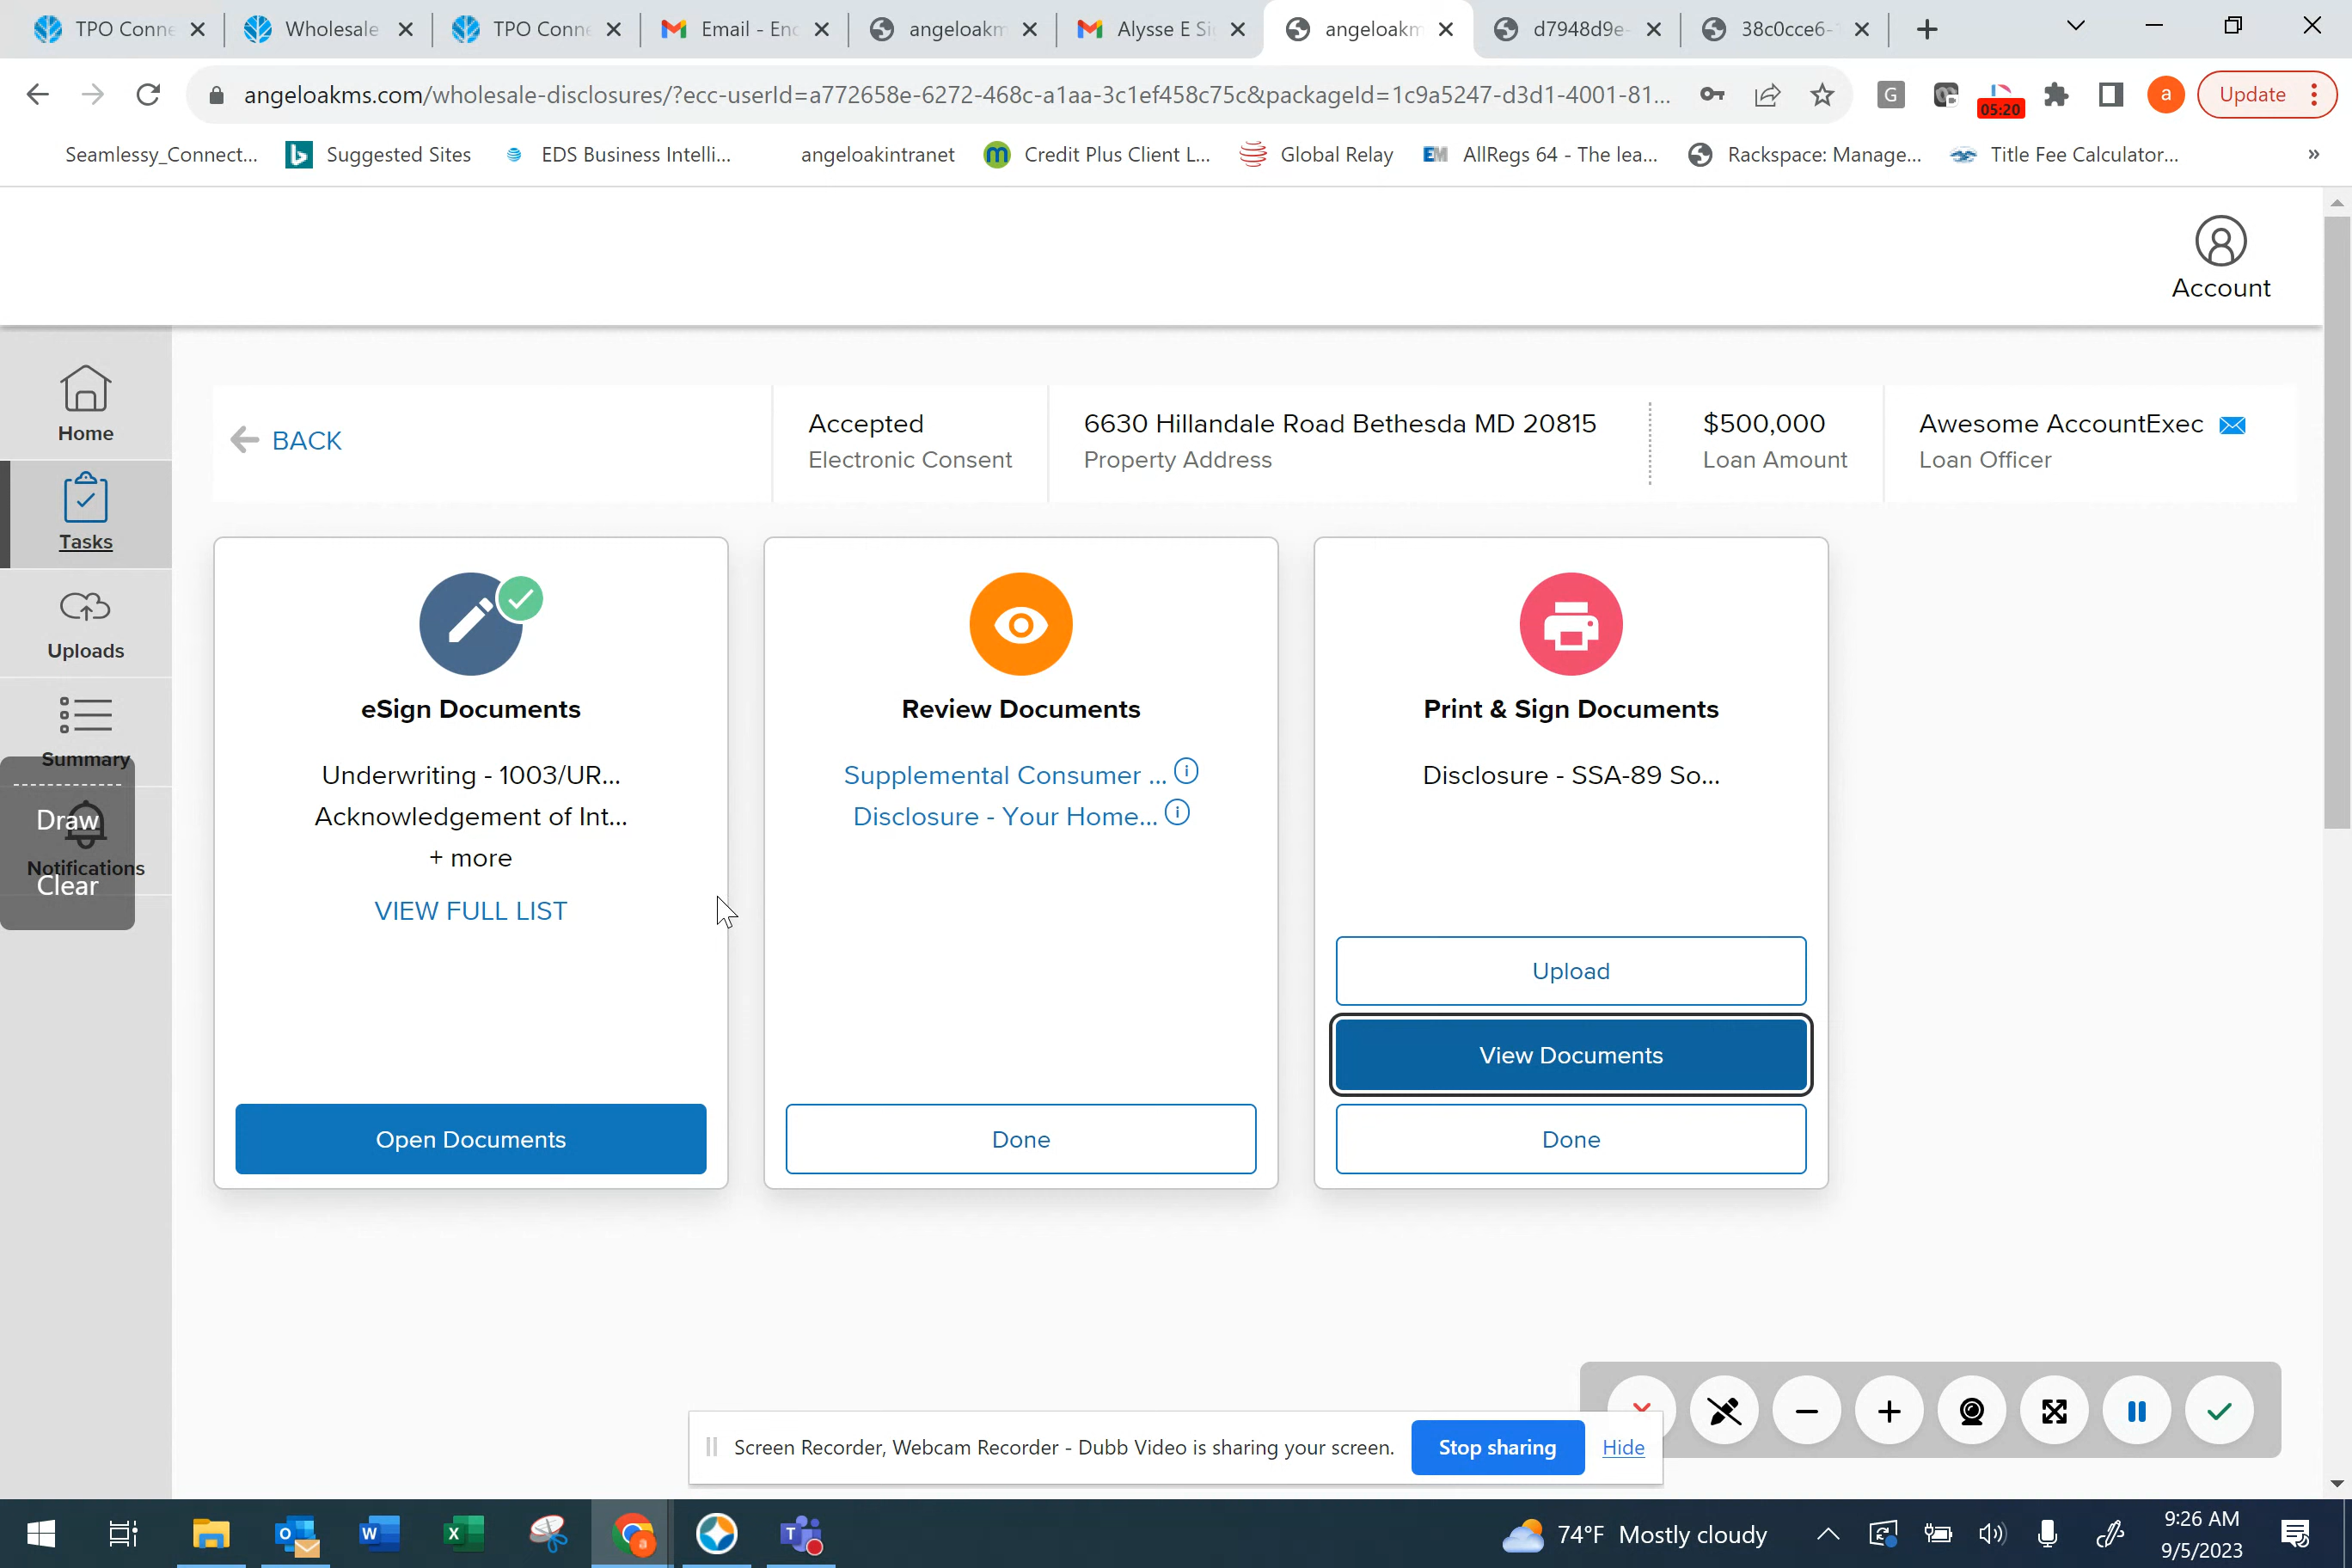 TPO Conne
Wholesale
TPO Conne
Email - Enc
angeloakm
Alysse E Si
angeloakm
d7948d9e-
38c0cce6-
angeloakms.com/wholesale-disclosures/?ecc-userId=a772658e-6272-468c-a1aa-3c1ef458c75c&packageId=1c9a5247-d3d1-4001-81...
G
05:20
a
Update
Seamlessy_Connect...
Suggested Sites
EDS Business Intelli...
angeloakintranet
Credit Plus Client L...
Global Relay
EM
AllRegs 64 - The lea...
Rackspace: Manage...
Title Fee Calculator...
»
Account
Home
Tasks
Uploads
Summary
Draw
Notifications
Clear
BACK
Accepted
Electronic Consent
6630 Hillandale Road Bethesda MD 20815
Property Address
$500,000
Loan Amount
Awesome AccountExec
Loan Officer
eSign Documents
Underwriting - 1003/UR...
Acknowledgement of Int...
+ more
VIEW FULL LIST
Open Documents
Review Documents
Supplemental Consumer ...
Disclosure - Your Home...
Done
Print & Sign Documents
Disclosure - SSA-89 So...
Upload
View Documents
Done
Screen Recorder, Webcam Recorder - Dubb Video is sharing your screen.
Stop sharing
Hide
74°F Mostly cloudy
9:26 AM
9/5/2023